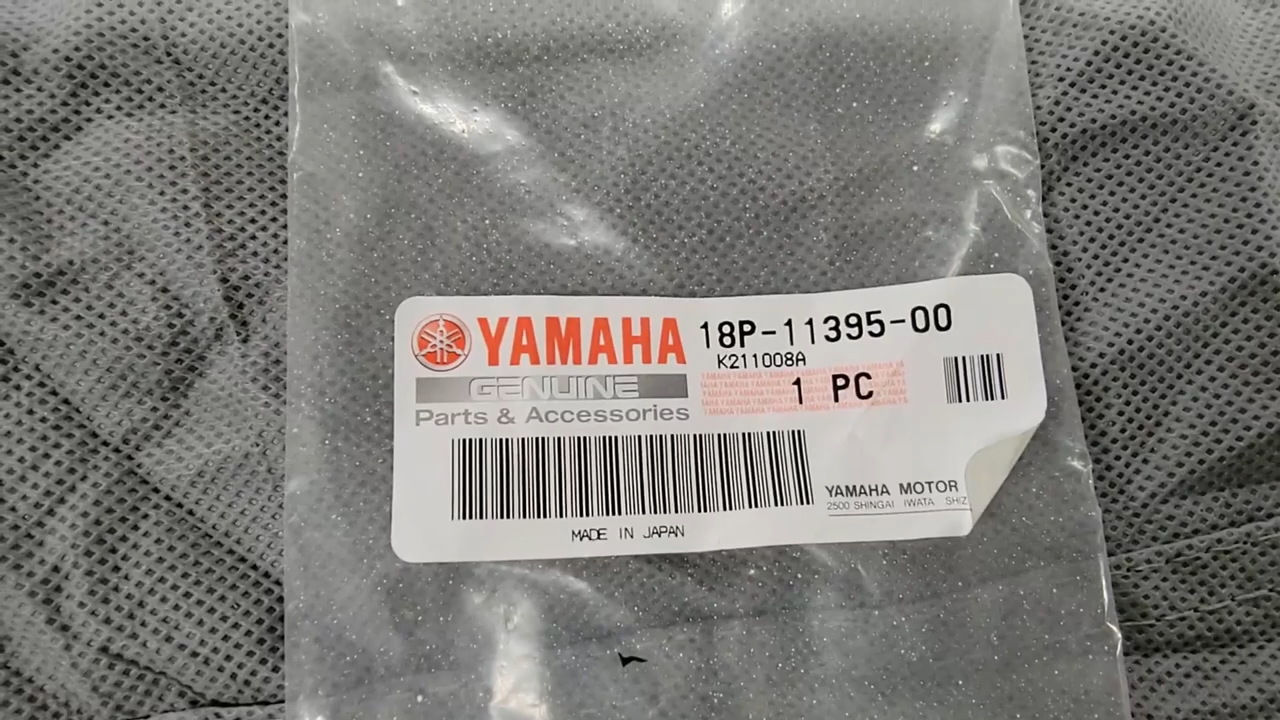 YAMAHA
18P-11395-00
K211008A
GENUINE
1 PC
Parts & Accessories
YAMAHA MOTOR
2500 SHINGAI IWATA
MADE IN JAPAN